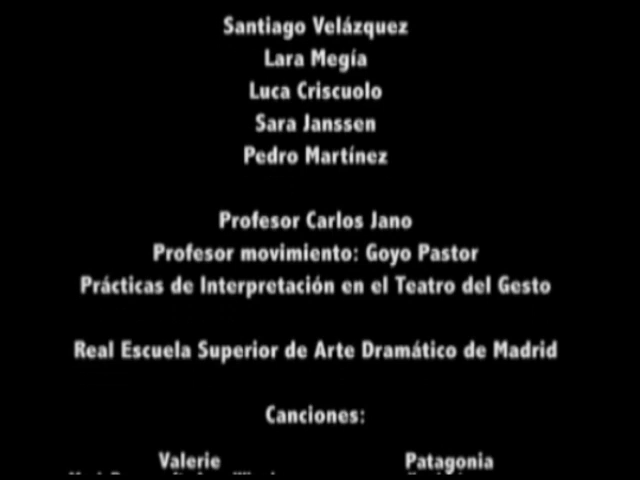 Santiago Velázquez
Lara Megía
Luca Criscuolo
Sara Janssen
Pedro Martínez
Profesor Carlos Jano
Profesor movimiento: Goyo Pastor
Prácticas de Interpretación en el Teatro del Gesto
Real Escuela Superior de Arte Dramático de Madrid
Canciones:
Valerie Patagonia